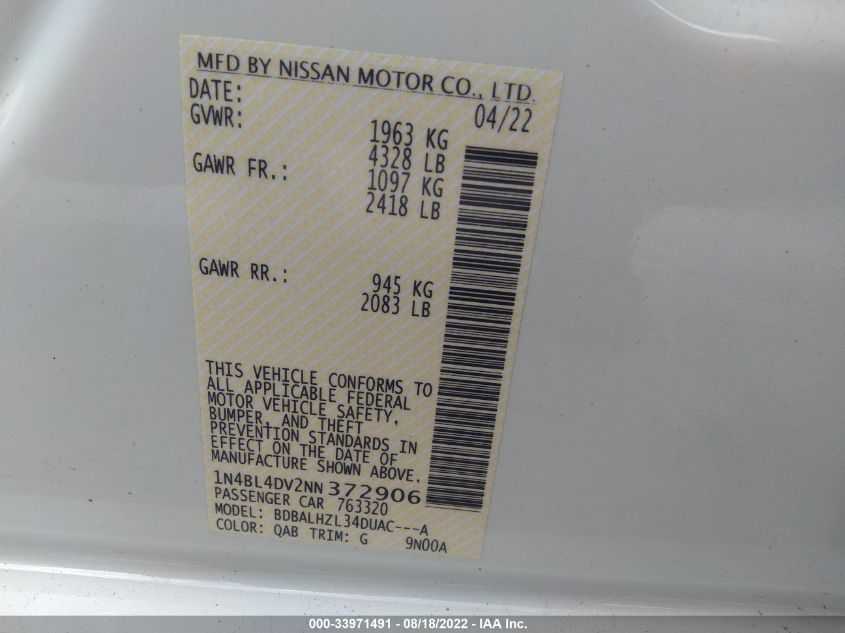 MFD BY NISSAN MOTOR CO., LTD.
DATE: 04/22
GVWR: 1963 KG
4328 LB
GAWR FR.: 1097 KG
2418 LB
GAWR RR.: 945 KG
2083 LB
THIS VEHICLE CONFORMS TO
ALL APPLICABLE FEDERAL
MOTOR VEHICLE SAFETY,
BUMPER, AND THEFT
PREVENTION STANDARDS IN
EFFECT ON THE DATE OF
MANUFACTURE SHOWN ABOVE.
1N4BL4DV2NN372906
PASSENGER CAR 763320
MODEL: BDBALHZL34DUAC---A
COLOR: QAB TRIM: G 9N00A
000-33971491 - 08/18/2022 - IAA Inc.